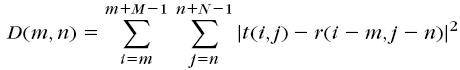 D(m, n) = \sum_{i=m}^{m+M-1} \sum_{j=n}^{n+N-1} |t(i,j) − r(i − m, j − n)|^2